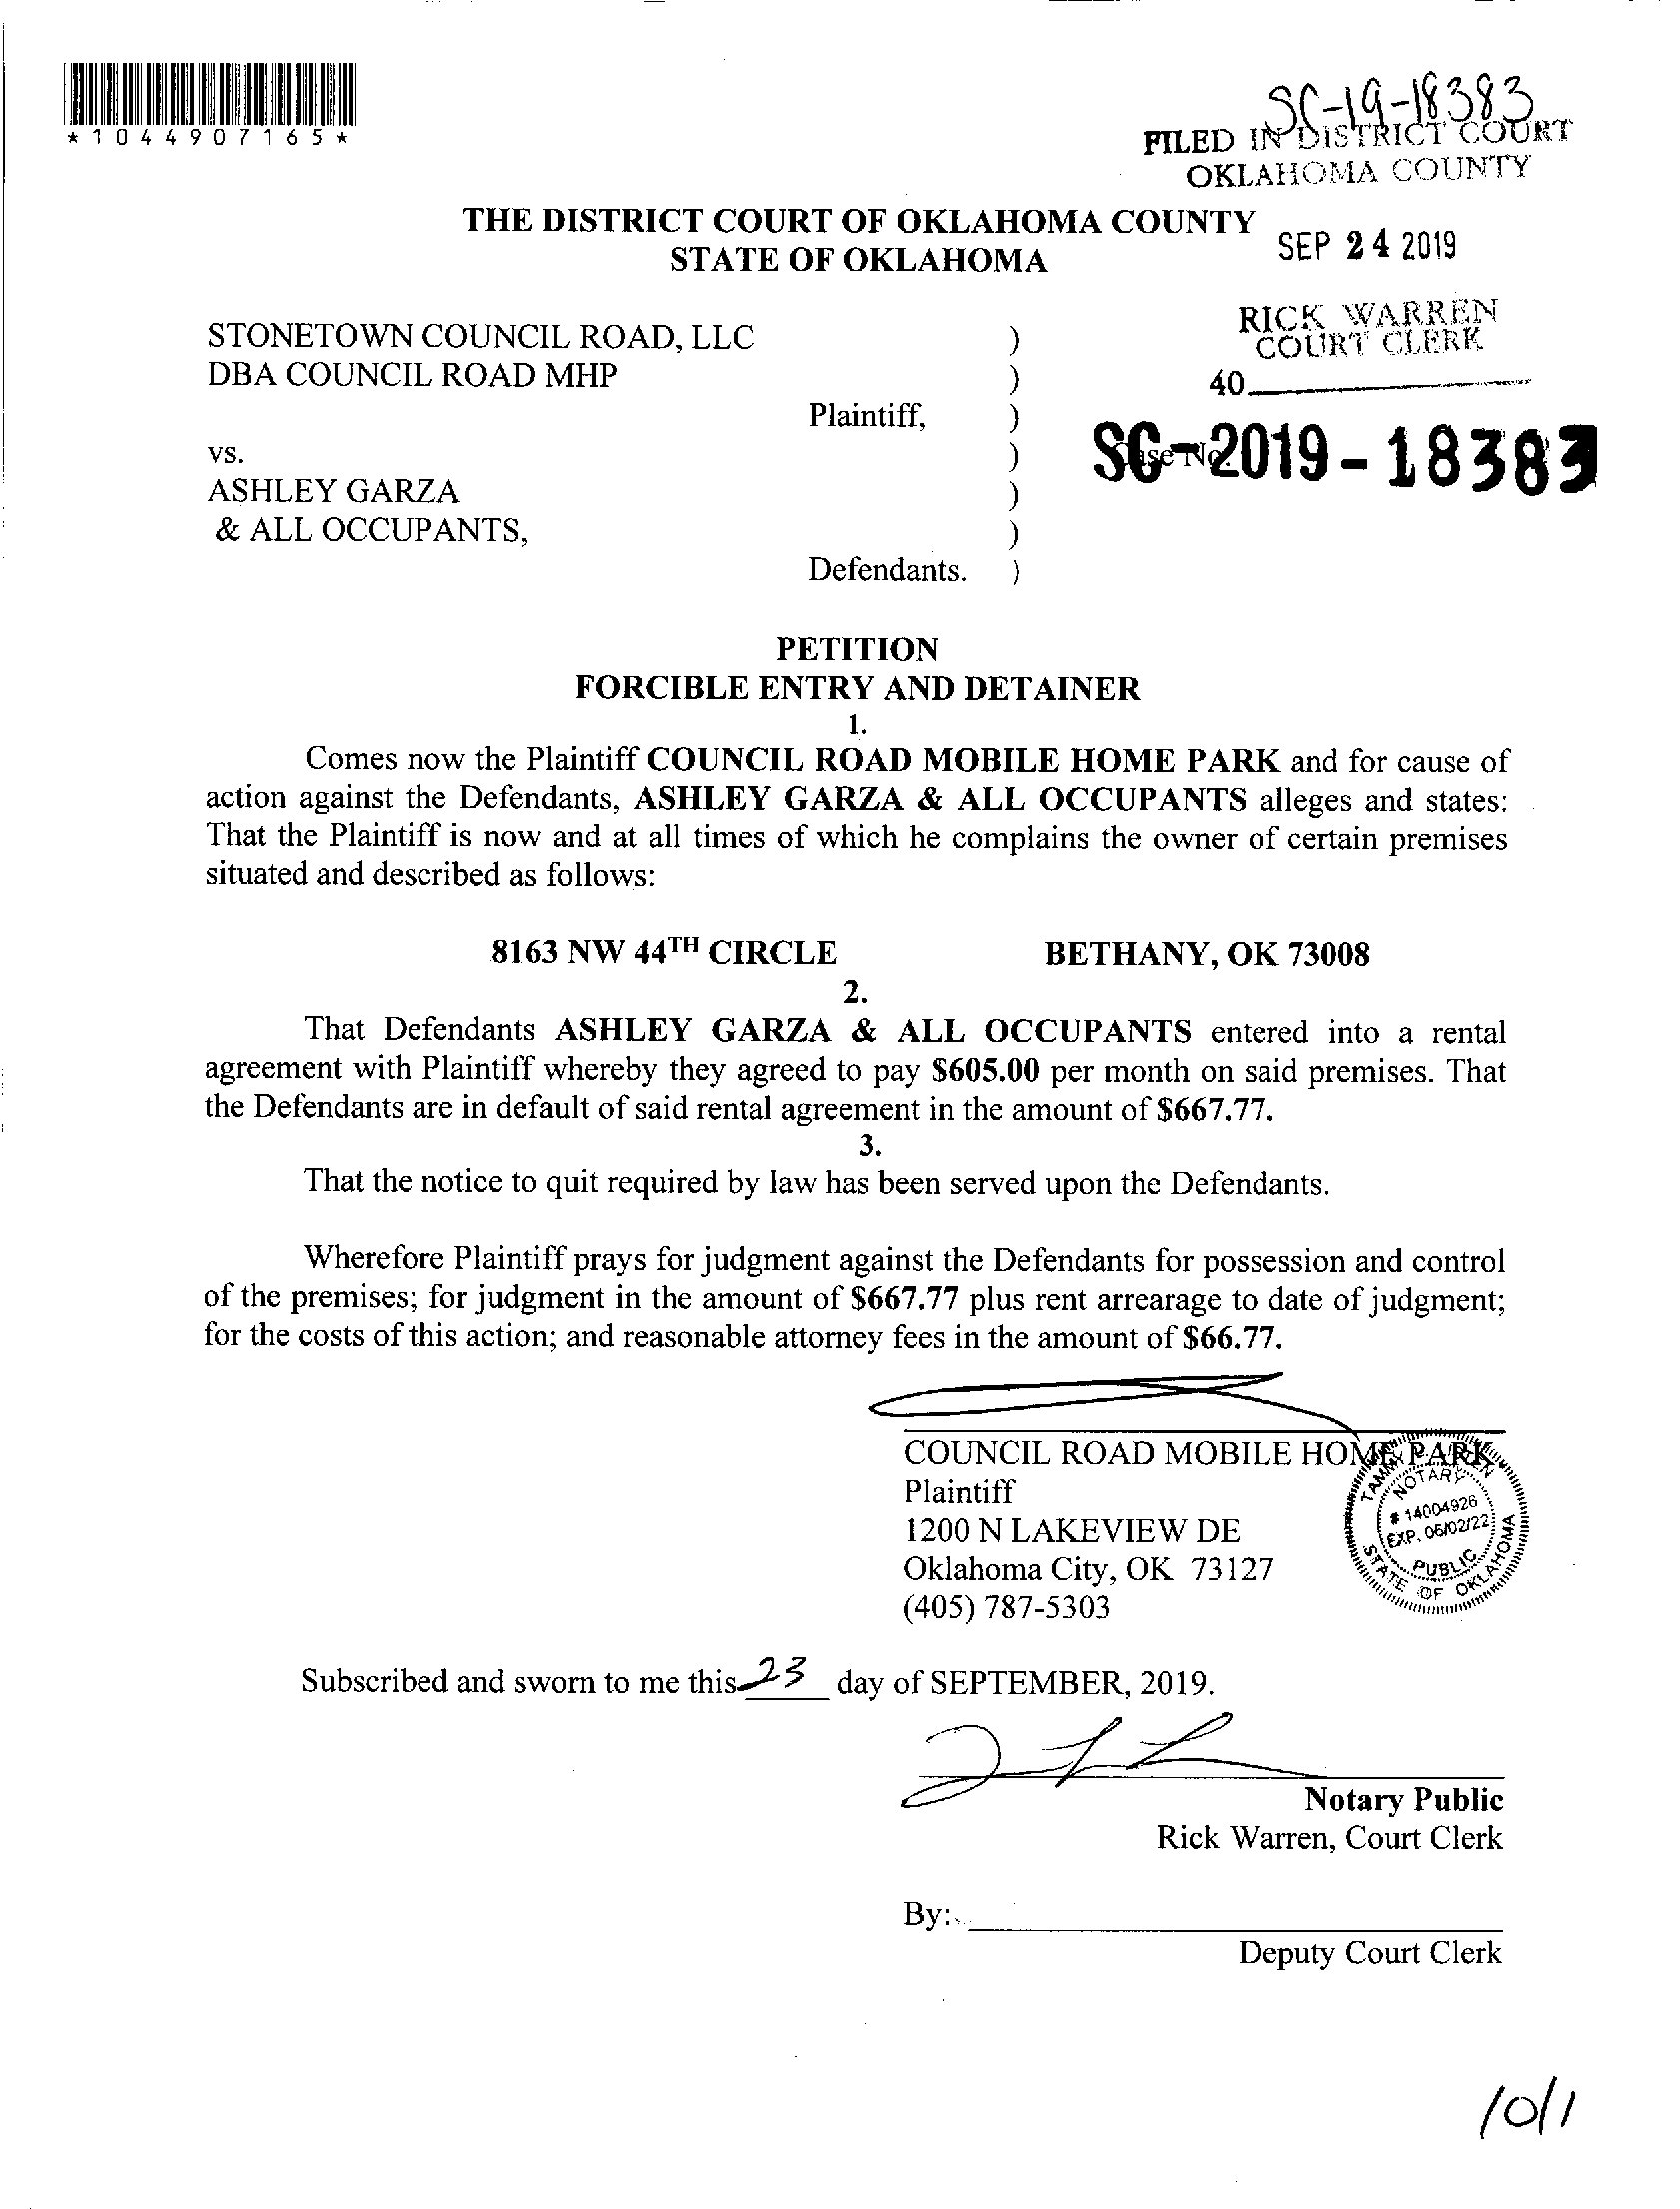 *1044907165*
SC-19-18383
FILED IN DISTRICT COURT
OKLAHOMA COUNTY
THE DISTRICT COURT OF OKLAHOMA COUNTY
STATE OF OKLAHOMA
SEP 24 2019
RICK WARREN
COURT CLERK
40
STONETOWN COUNCIL ROAD, LLC )
DBA COUNCIL ROAD MHP )
Plaintiff, )
vs. )
Case No.
SC-2019-18383
ASHLEY GARZA )
& ALL OCCUPANTS, )
Defendants. )
PETITION
FORCIBLE ENTRY AND DETAINER
1.
Comes now the Plaintiff COUNCIL ROAD MOBILE HOME PARK and for cause of
action against the Defendants, ASHLEY GARZA & ALL OCCUPANTS alleges and states:
That the Plaintiff is now and at all times of which he complains the owner of certain premises
situated and described as follows:
8163 NW 44TH CIRCLE BETHANY, OK 73008
2.
That Defendants ASHLEY GARZA & ALL OCCUPANTS entered into a rental
agreement with Plaintiff whereby they agreed to pay $605.00 per month on said premises. That
the Defendants are in default of said rental agreement in the amount of $667.77.
3.
That the notice to quit required by law has been served upon the Defendants.
Wherefore Plaintiff prays for judgment against the Defendants for possession and control
of the premises; for judgment in the amount of $667.77 plus rent arrearage to date of judgment;
for the costs of this action; and reasonable attorney fees in the amount of $66.77.
COUNCIL ROAD MOBILE HOME PARK
Plaintiff
1200 N LAKEVIEW DE
Oklahoma City, OK 73127
(405) 787-5303
NOTARY
# 14004926
EXP. 06/02/22
PUBLIC
STATE OF OKLAHOMA
Subscribed and sworn to me this 23 day of SEPTEMBER, 2019.
Notary Public
Rick Warren, Court Clerk
By:
Deputy Court Clerk
10/1